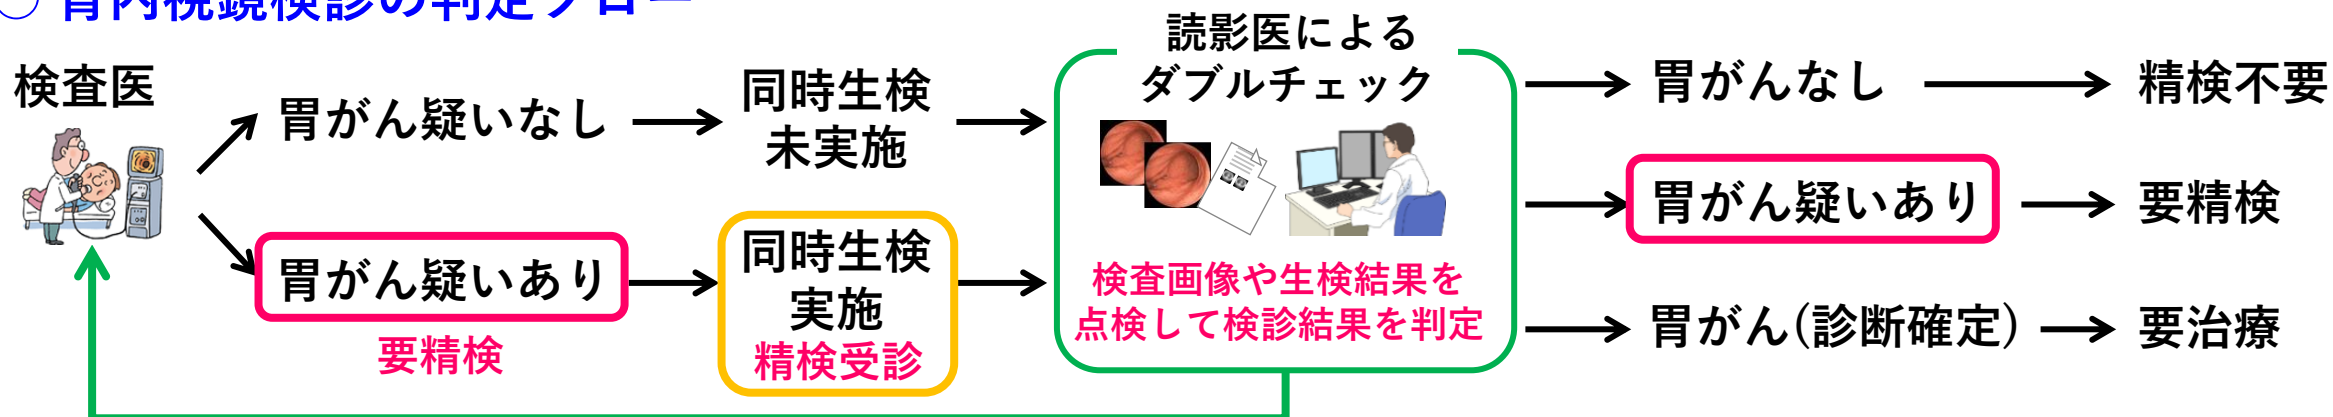 ○ 胃内視鏡検診の判定フロー
検査医
胃がん疑いなし
同時生検
未実施
胃がん疑いあり
要精検
同時生検
実施
精検受診
読影医による
ダブルチェック
検査画像や生検結果を
点検して検診結果を判定
胃がんなし
精検不要
胃がん疑いあり
要精検
胃がん(診断確定)
要治療